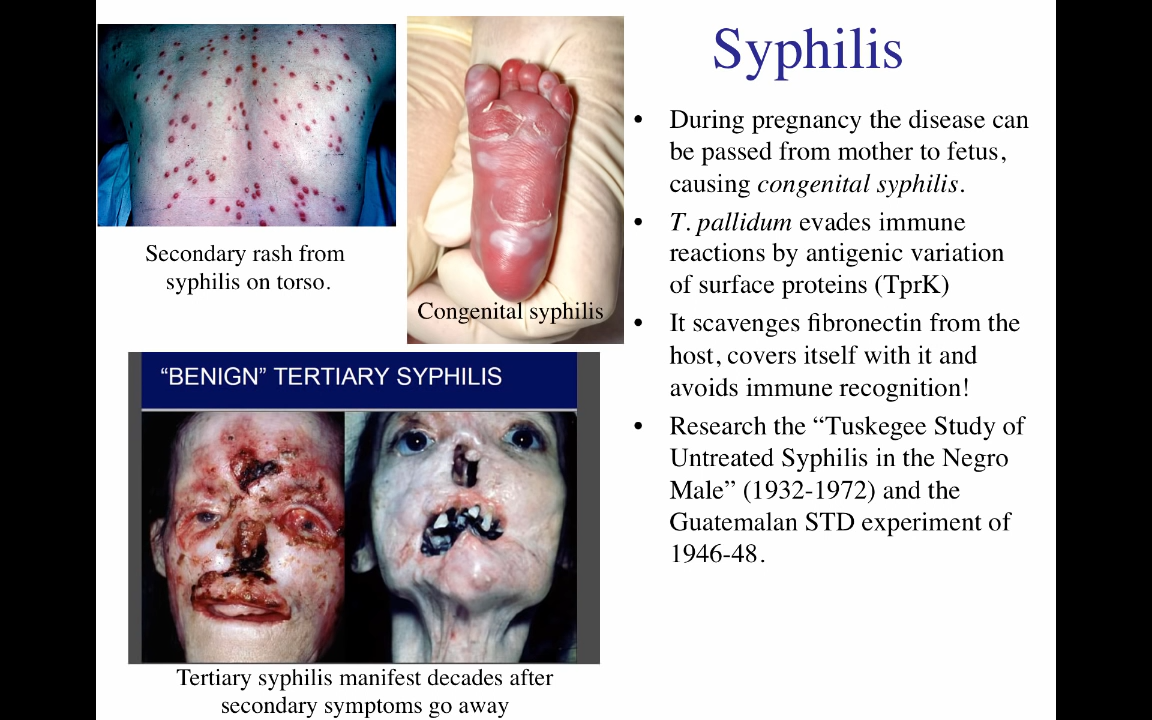 Syphilis
Secondary rash from
syphilis on torso.
Congenital syphilis
“BENIGN” TERTIARY SYPHILIS
Tertiary syphilis manifest decades after
secondary symptoms go away
• During pregnancy the disease can
be passed from mother to fetus,
causing congenital syphilis.
• T. pallidum evades immune
reactions by antigenic variation
of surface proteins (TprK)
• It scavenges fibronectin from the
host, covers itself with it and
avoids immune recognition!
• Research the “Tuskegee Study of
Untreated Syphilis in the Negro
Male” (1932-1972) and the
Guatemalan STD experiment of
1946-48.